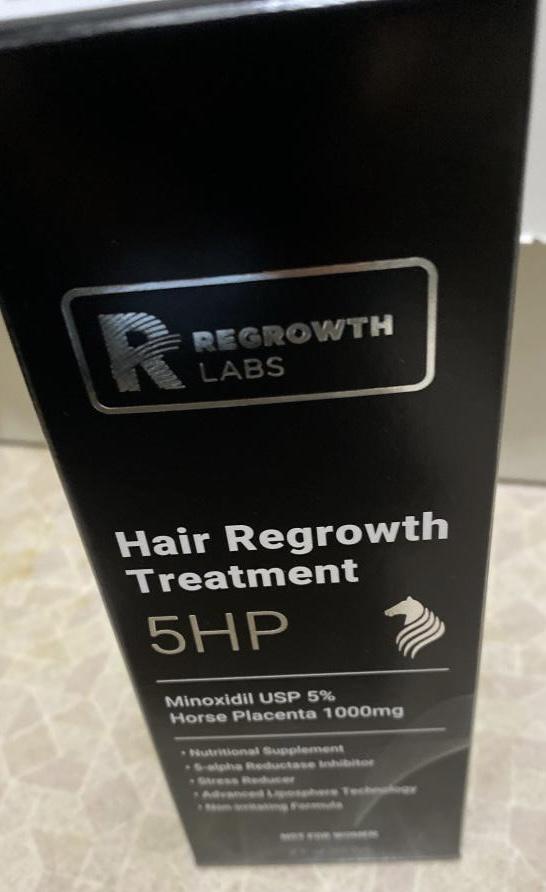 REGROWTH
LABS
Hair Regrowth
Treatment
5HP
Minoxidil USP 5%
Horse Placenta 1000mg
• Nutritional Supplement
• 5-alpha Reductase Inhibitor
• Stress Reducer
• Advanced Liposphere Technology
• Non-irritating Formula
NOT FOR WOMEN